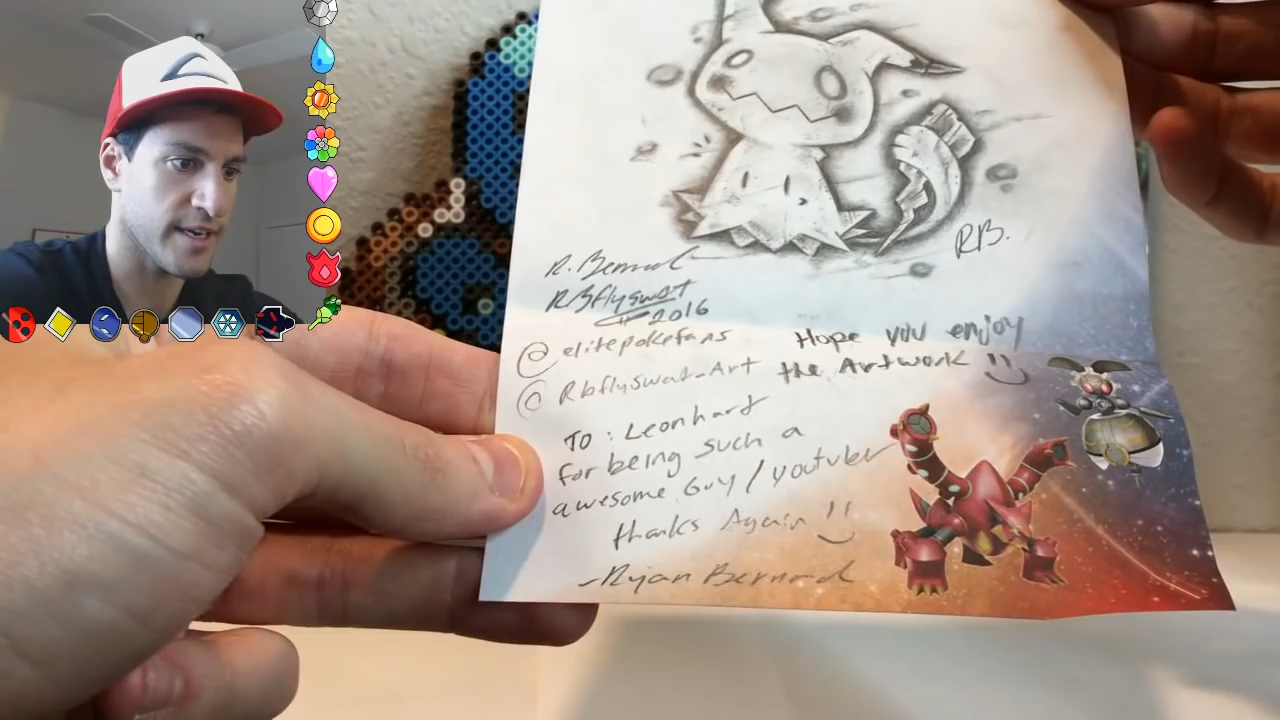 RB.
R. Bernard
RBflyswat
2016
@elitepokefans
@Rbflyswat-Art
Hope you enjoy
the Artwork !!
To: Leonhart
for being such a
awesome Guy/youtuber
thanks Again !!
-Ryan Bernard